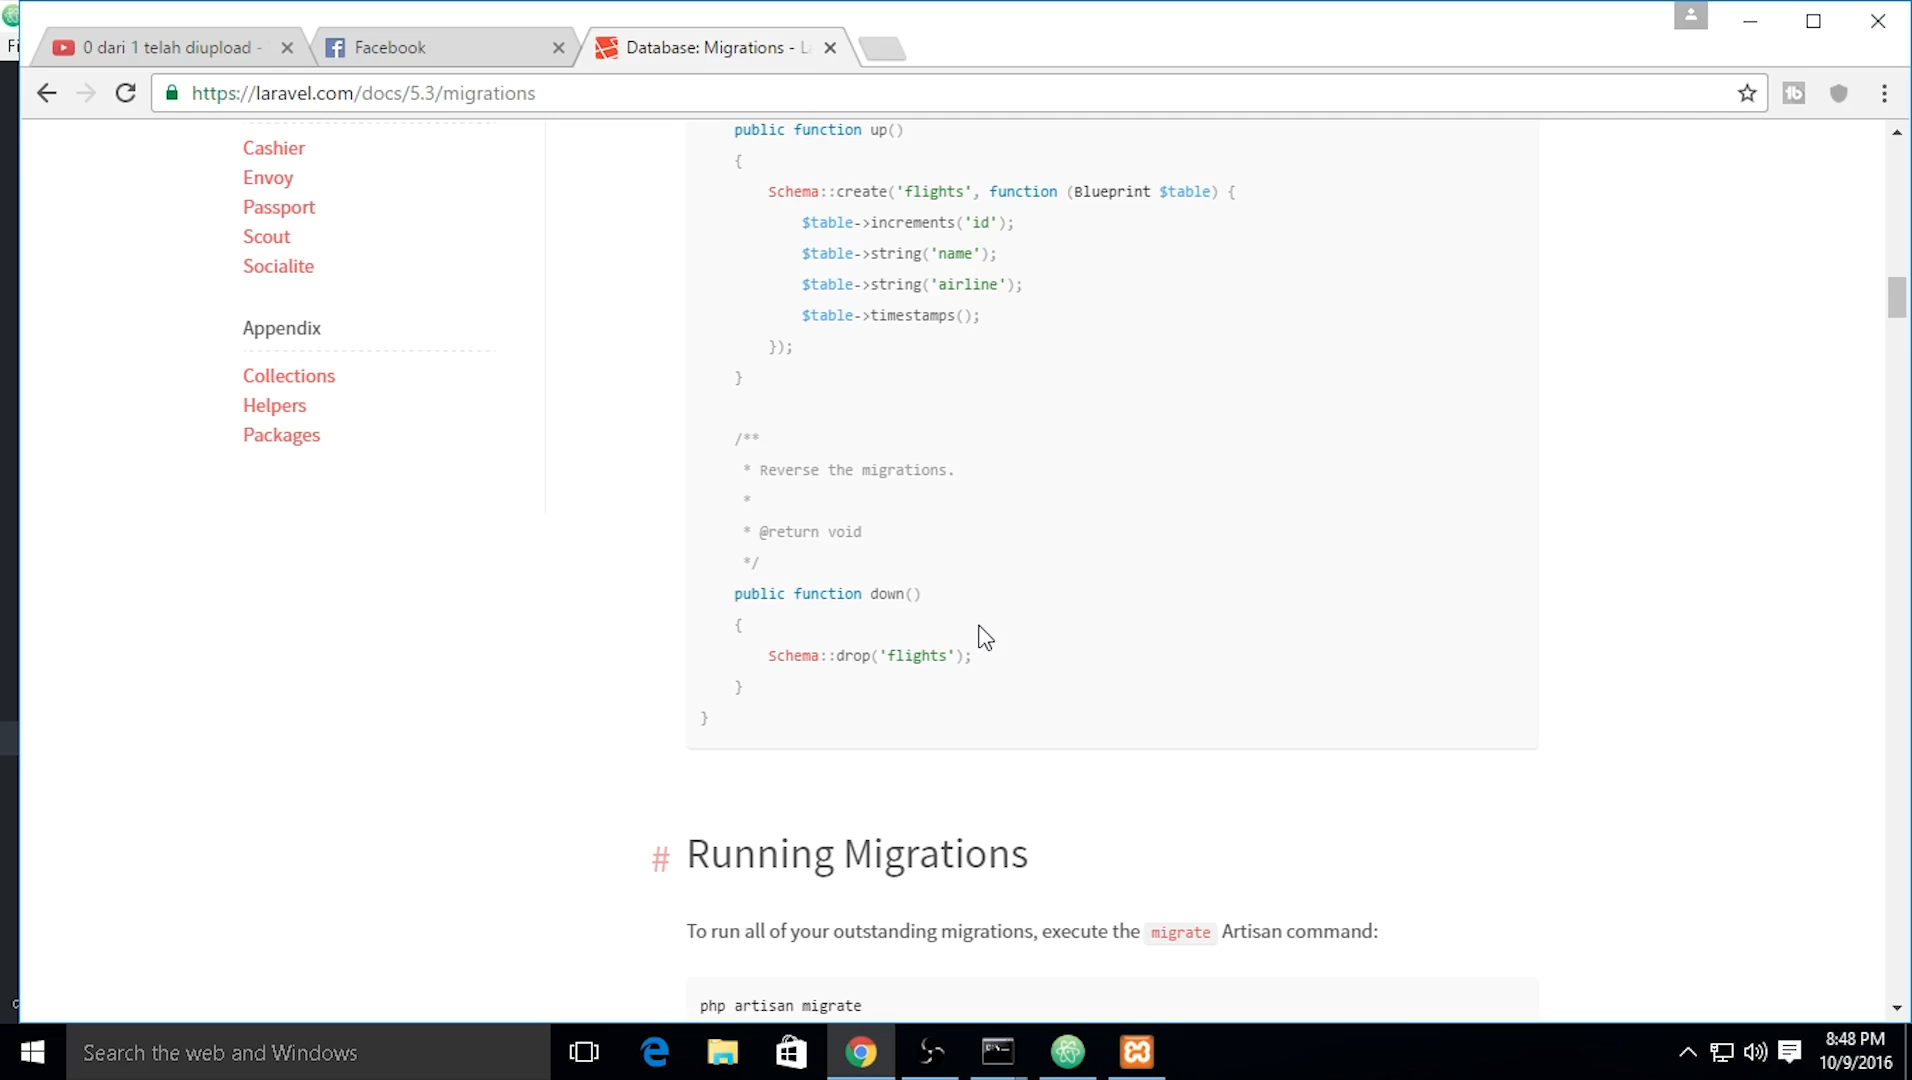 Fi
0 dari 1 telah diupload -
Facebook
Database: Migrations - La
https://laravel.com/docs/5.3/migrations
Cashier
Envoy
Passport
Scout
Socialite
Appendix
Collections
Helpers
Packages
public function up()
{
Schema::create('flights', function (Blueprint $table) {
$table->increments('id');
$table->string('name');
$table->string('airline');
$table->timestamps();
});
}
/**
* Reverse the migrations.
*
* @return void
*/
public function down()
{
Schema::drop('flights');
}
}
# Running Migrations
To run all of your outstanding migrations, execute the migrate Artisan command:
php artisan migrate
Search the web and Windows
8:48 PM
10/9/2016